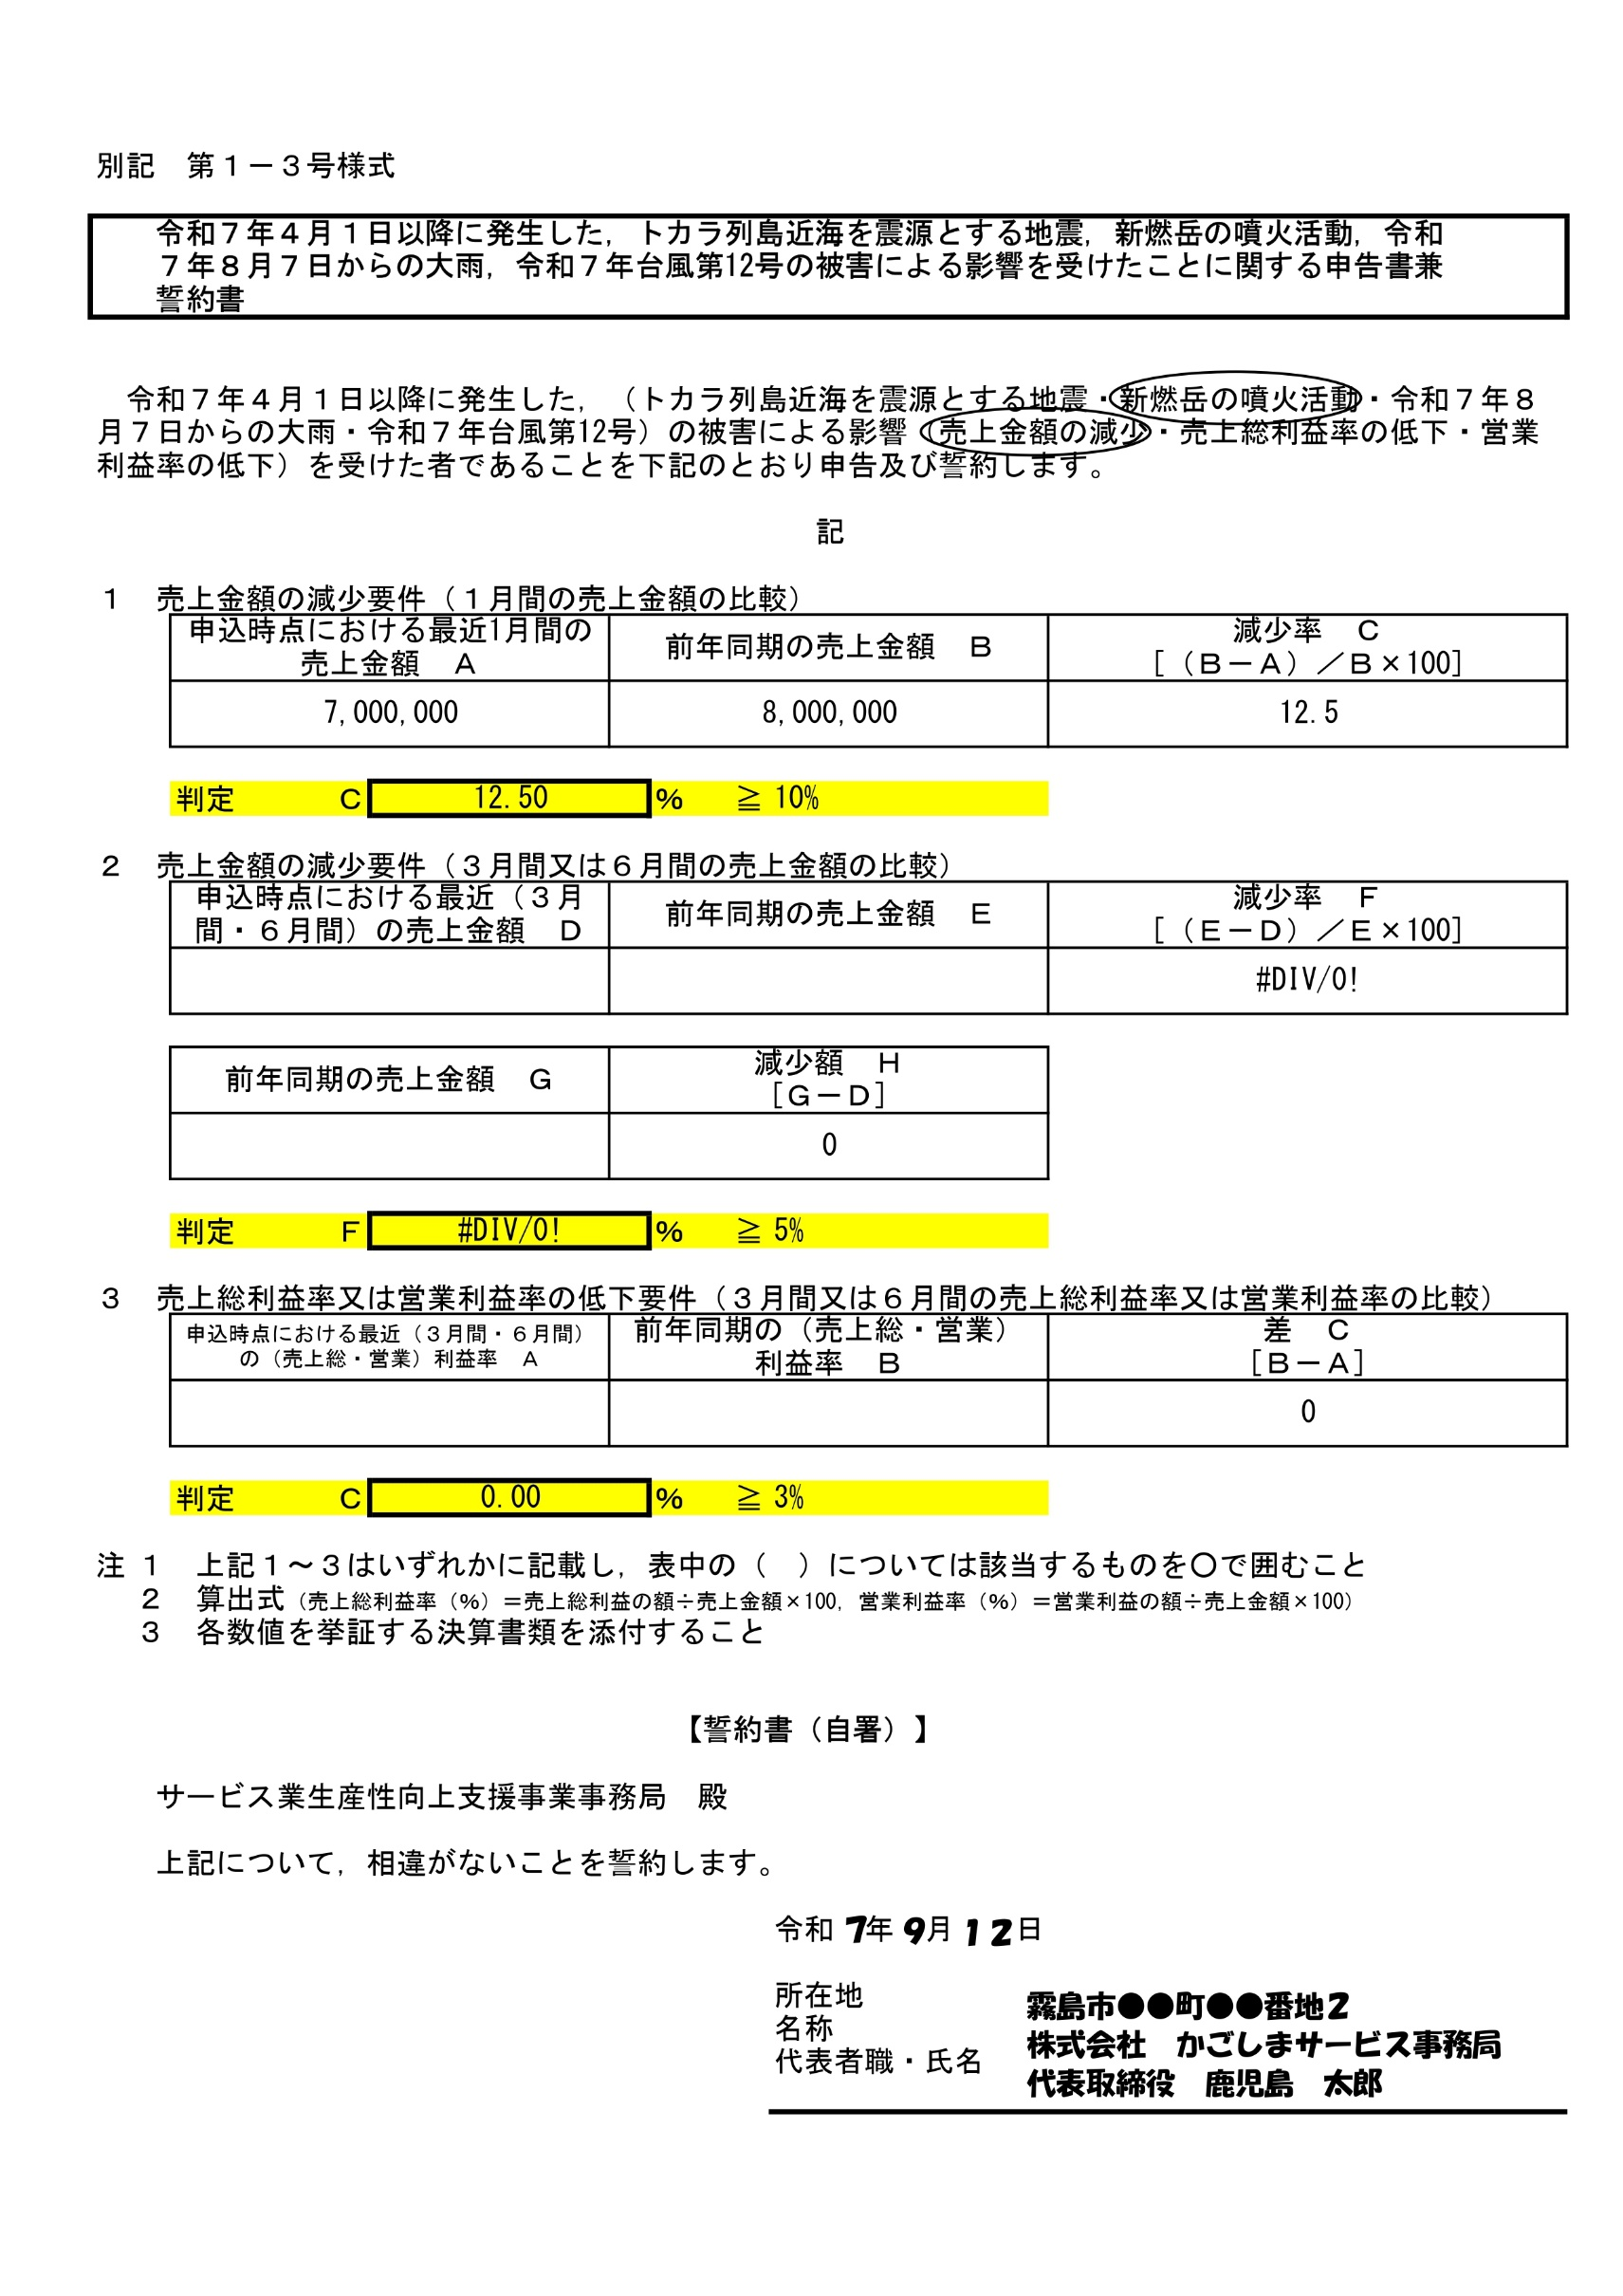 別記　第１－３号様式
令和７年４月１日以降に発生した，トカラ列島近海を震源とする地震，新燃岳の噴火活動，令和
７年８月７日からの大雨，令和７年台風第12号の被害による影響を受けたことに関する申告書兼
誓約書
令和７年４月１日以降に発生した，（トカラ列島近海を震源とする地震・新燃岳の噴火活動・令和７年８
月７日からの大雨・令和７年台風第12号）の被害による影響（売上金額の減少・売上総利益率の低下・営業
利益率の低下）を受けた者であることを下記のとおり申告及び誓約します。
記
１　売上金額の減少要件（１月間の売上金額の比較）
申込時点における最近1月間の
売上金額　Ａ
前年同期の売上金額　Ｂ
減少率　Ｃ
［（Ｂ－Ａ）／Ｂ×100］
7,000,000
8,000,000
12.5
判定　Ｃ 12.50 ％　≧ 10%
２　売上金額の減少要件（３月間又は６月間の売上金額の比較）
申込時点における最近（３月
間・６月間）の売上金額　Ｄ
前年同期の売上金額　Ｅ
減少率　Ｆ
［（Ｅ－Ｄ）／Ｅ×100］
#DIV/0!
前年同期の売上金額　Ｇ
減少額　Ｈ
［Ｇ－Ｄ］
0
判定　Ｆ #DIV/0! ％　≧ 5%
３　売上総利益率又は営業利益率の低下要件（３月間又は６月間の売上総利益率又は営業利益率の比較）
申込時点における最近（３月間・６月間）
の（売上総・営業）利益率　Ａ
前年同期の（売上総・営業）
利益率　Ｂ
差　Ｃ
［Ｂ－Ａ］
0
判定　Ｃ 0.00 ％　≧ 3%
注　１　上記１～３はいずれかに記載し，表中の（　）については該当するものを○で囲むこと
２　算出式（売上総利益率（％）＝売上総利益の額÷売上金額×100，営業利益率（％）＝営業利益の額÷売上金額×100）
３　各数値を挙証する決算書類を添付すること
【誓約書（自署）】
サービス業生産性向上支援事業事務局　殿
上記について，相違がないことを誓約します。
令和 7年 9月 12日
所在地　霧島市●●町●●番地2
名称　株式会社　かごしまサービス事務局
代表者職・氏名　代表取締役　鹿児島　太郎